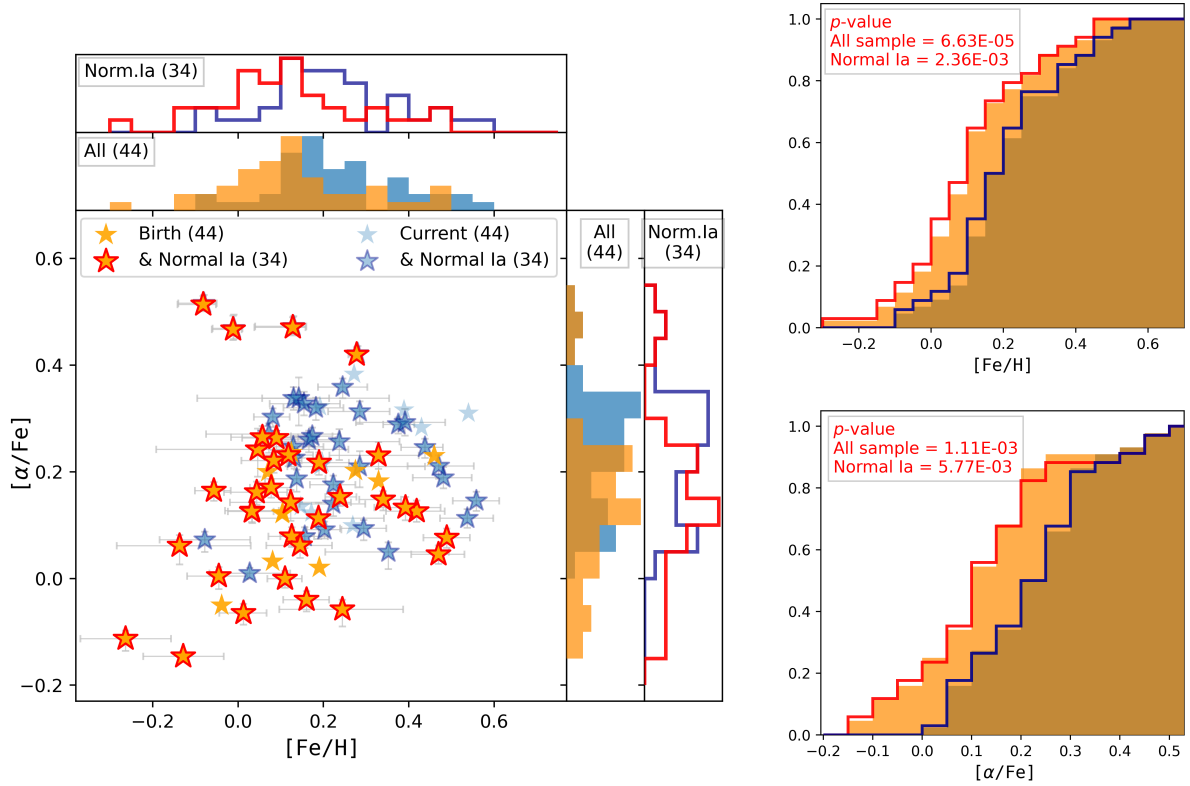 Norm.Ia (34)
All (44)
Birth (44)
& Normal Ia (34)
Current (44)
& Normal Ia (34)
All
(44)
Norm.Ia
(34)
0.6
0.4
0.2
0.0
−0.2
[α/Fe]
−0.2 0.0 0.2 0.4 0.6
[Fe/H]
p-value
All sample = 6.63E-05
Normal Ia = 2.36E-03
1.0
0.8
0.6
0.4
0.2
0.0
−0.2 0.0 0.2 0.4 0.6
[Fe/H]
p-value
All sample = 1.11E-03
Normal Ia = 5.77E-03
1.0
0.8
0.6
0.4
0.2
0.0
−0.2 −0.1 0.0 0.1 0.2 0.3 0.4 0.5
[α/Fe]